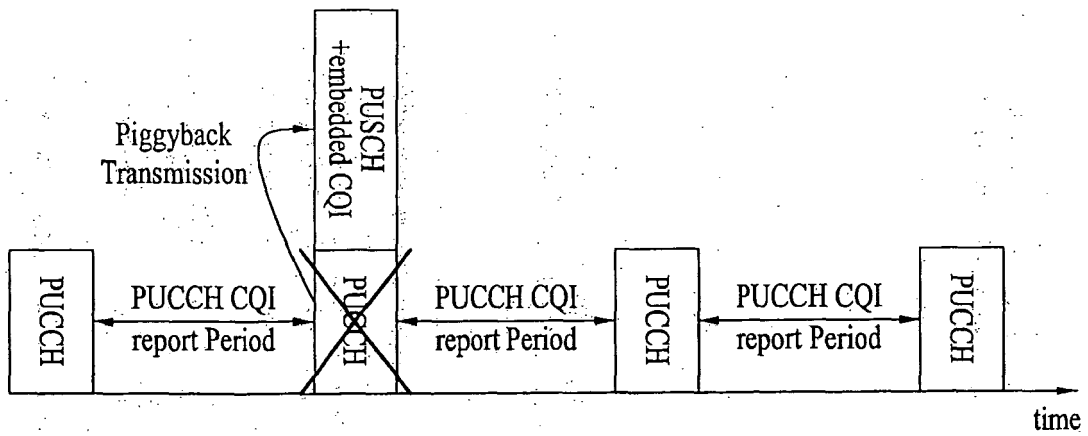 PUSCH
+embedded CQI
Piggyback
Transmission
PUCCH
PUCCH CQI
report Period
PUCCH
PUCCH CQI
report Period
PUCCH
PUCCH CQI
report Period
PUCCH
time